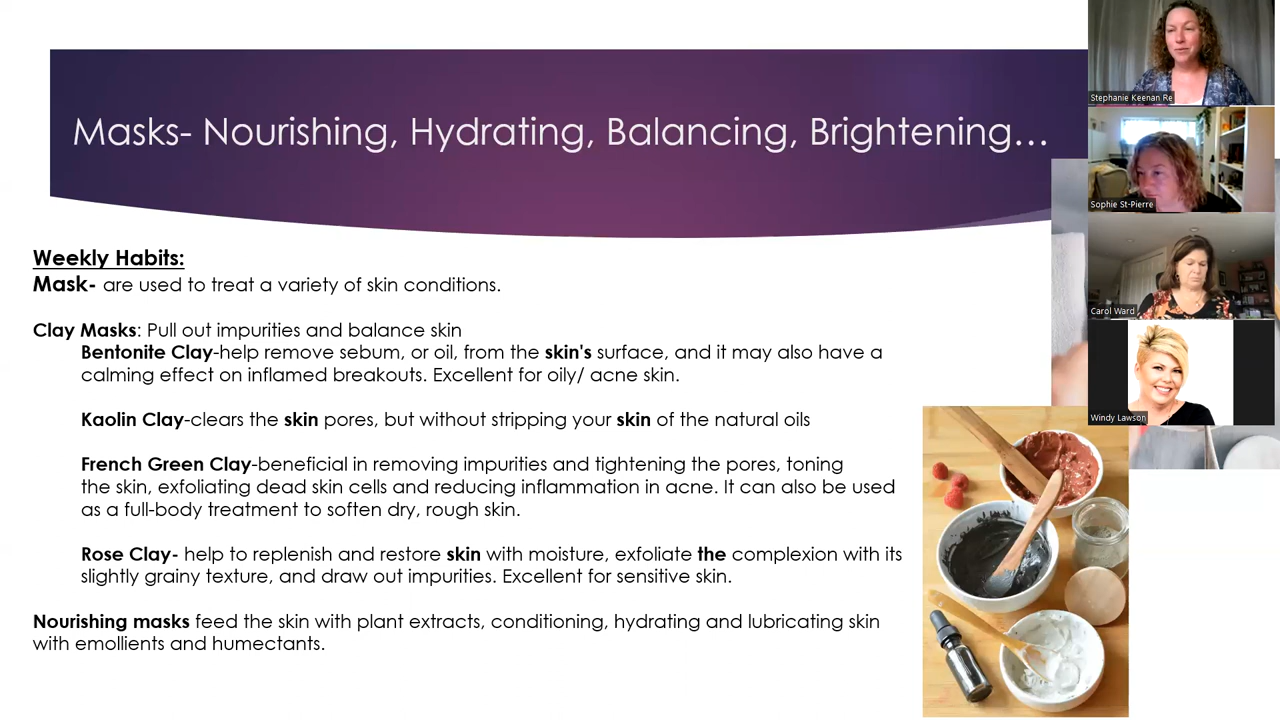 Masks- Nourishing, Hydrating, Balancing, Brightening…
Weekly Habits:
Mask- are used to treat a variety of skin conditions.
Clay Masks: Pull out impurities and balance skin
Bentonite Clay-help remove sebum, or oil, from the skin's surface, and it may also have a
calming effect on inflamed breakouts. Excellent for oily/ acne skin.
Kaolin Clay-clears the skin pores, but without stripping your skin of the natural oils
French Green Clay-beneficial in removing impurities and tightening the pores, toning
the skin, exfoliating dead skin cells and reducing inflammation in acne. It can also be used
as a full-body treatment to soften dry, rough skin.
Rose Clay- help to replenish and restore skin with moisture, exfoliate the complexion with its
slightly grainy texture, and draw out impurities. Excellent for sensitive skin.
Nourishing masks feed the skin with plant extracts, conditioning, hydrating and lubricating skin
with emollients and humectants.
Stephanie Keenan Re
Sophie St-Pierre
Carol Ward
Windy Lawson